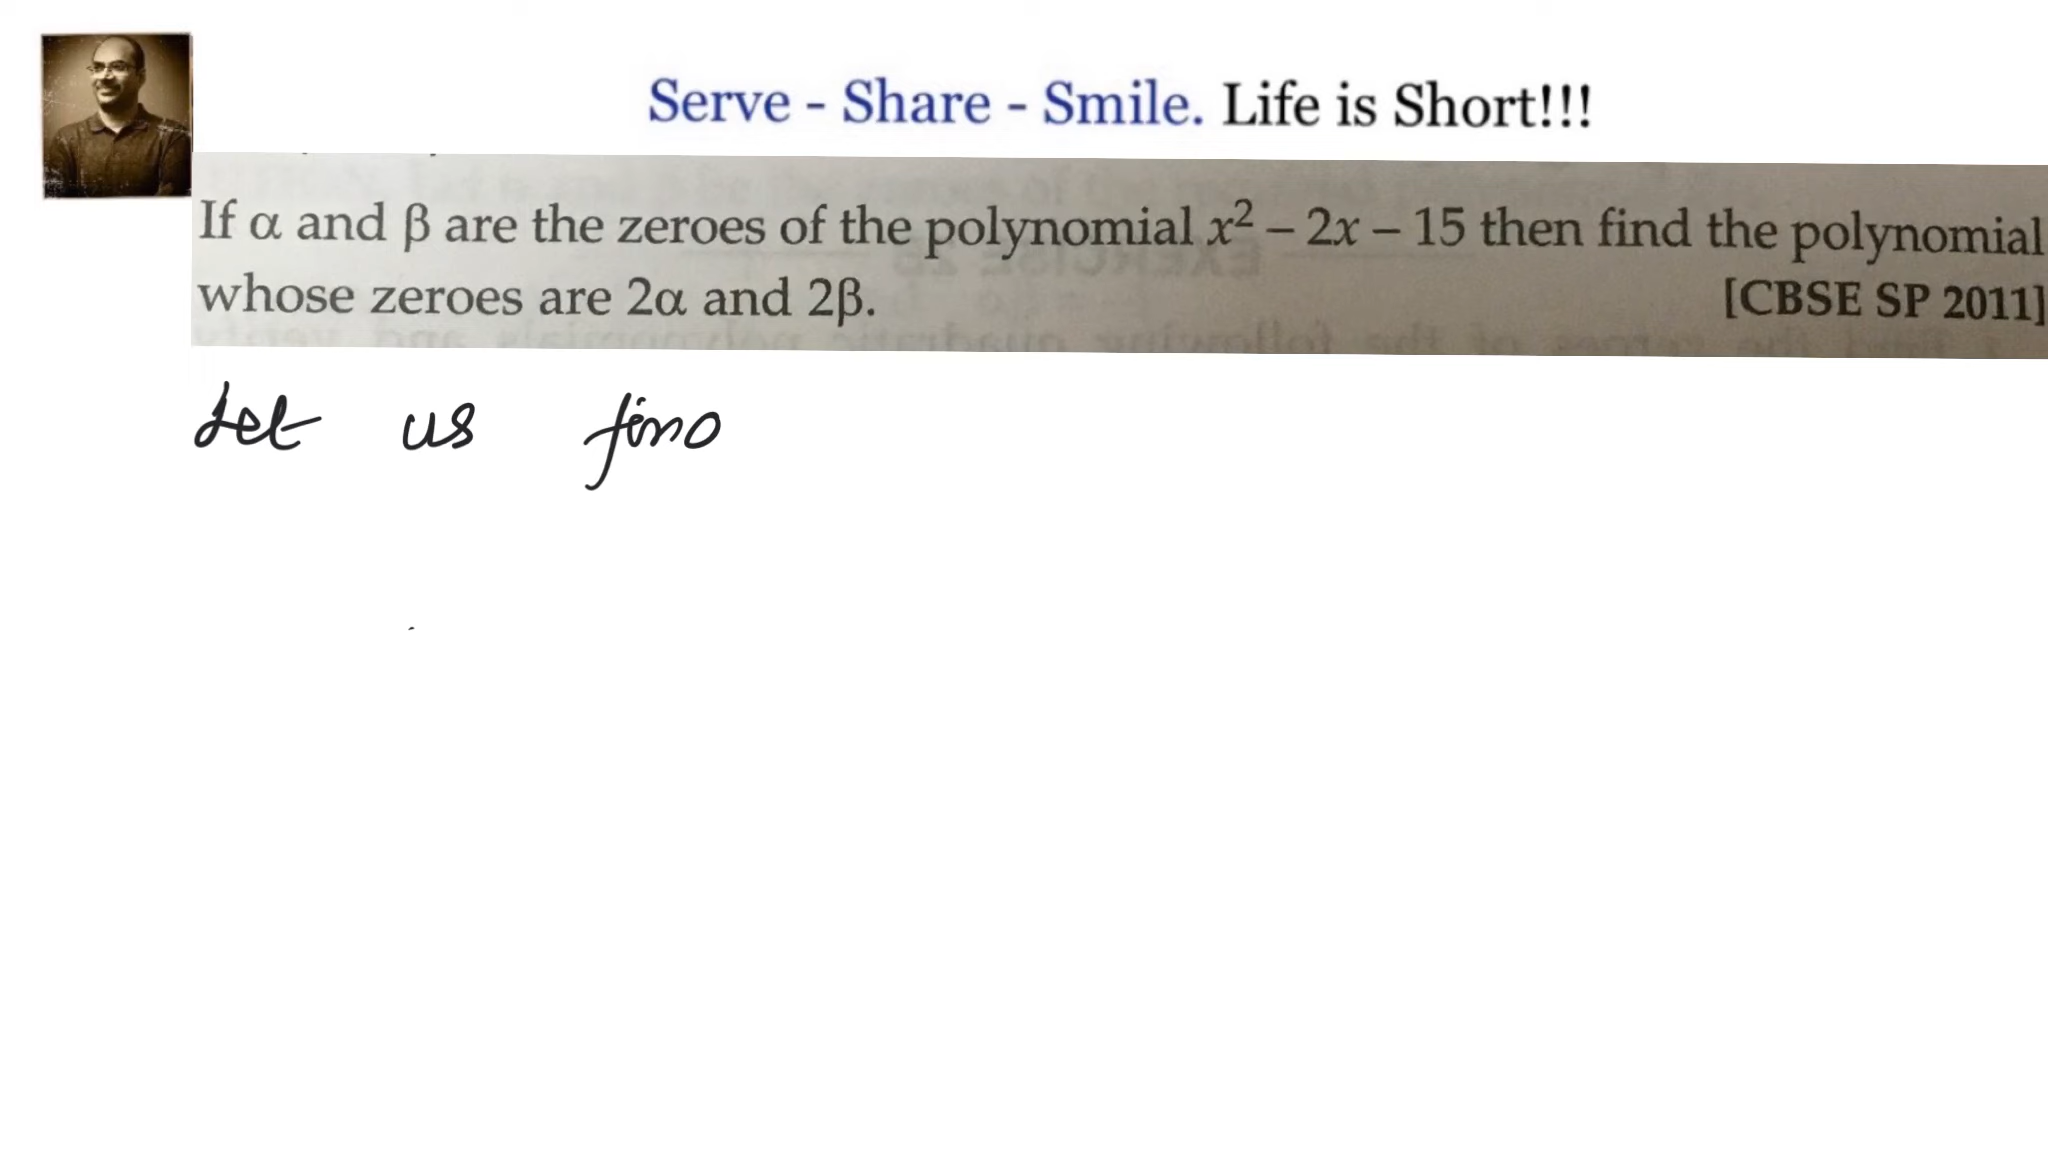 Serve - Share - Smile. Life is Short!!!
If α and β are the zeroes of the polynomial x² – 2x – 15 then find the polynomial
whose zeroes are 2α and 2β. [CBSE SP 2011]
Let us find